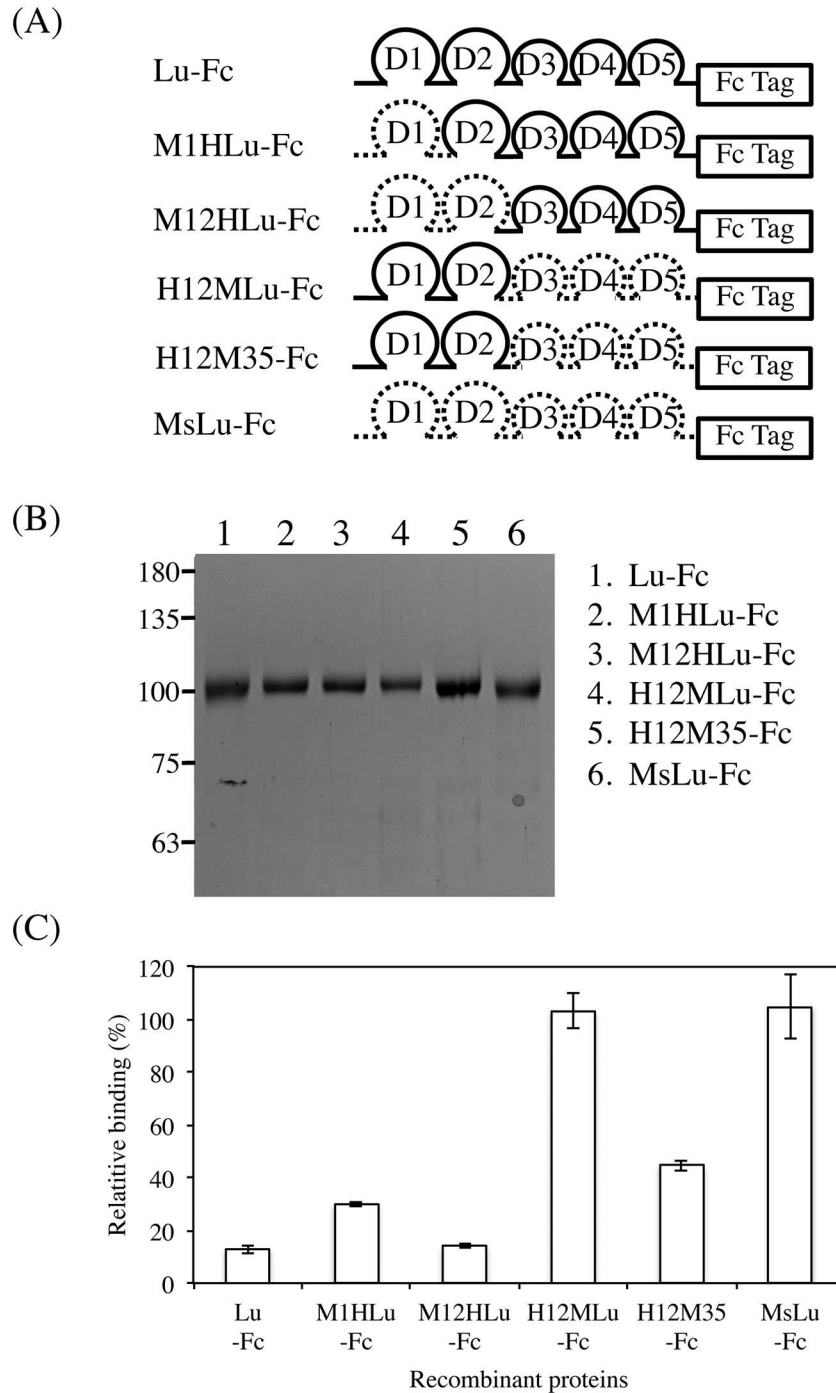 (A)
Lu-Fc D1 D2 D3 D4 D5 Fc Tag
M1HLu-Fc D1 D2 D3 D4 D5 Fc Tag
M12HLu-Fc D1 D2 D3 D4 D5 Fc Tag
H12MLu-Fc D1 D2 D3 D4 D5 Fc Tag
H12M35-Fc D1 D2 D3 D4 D5 Fc Tag
MsLu-Fc D1 D2 D3 D4 D5 Fc Tag
(B)
1 2 3 4 5 6
180
135
100
75
63
1. Lu-Fc
2. M1HLu-Fc
3. M12HLu-Fc
4. H12MLu-Fc
5. H12M35-Fc
6. MsLu-Fc
(C)
Relatitive binding (%)
120
100
80
60
40
20
0
Lu M1HLu M12HLu H12MLu H12M35 MsLu
-Fc -Fc -Fc -Fc -Fc -Fc
Recombinant proteins